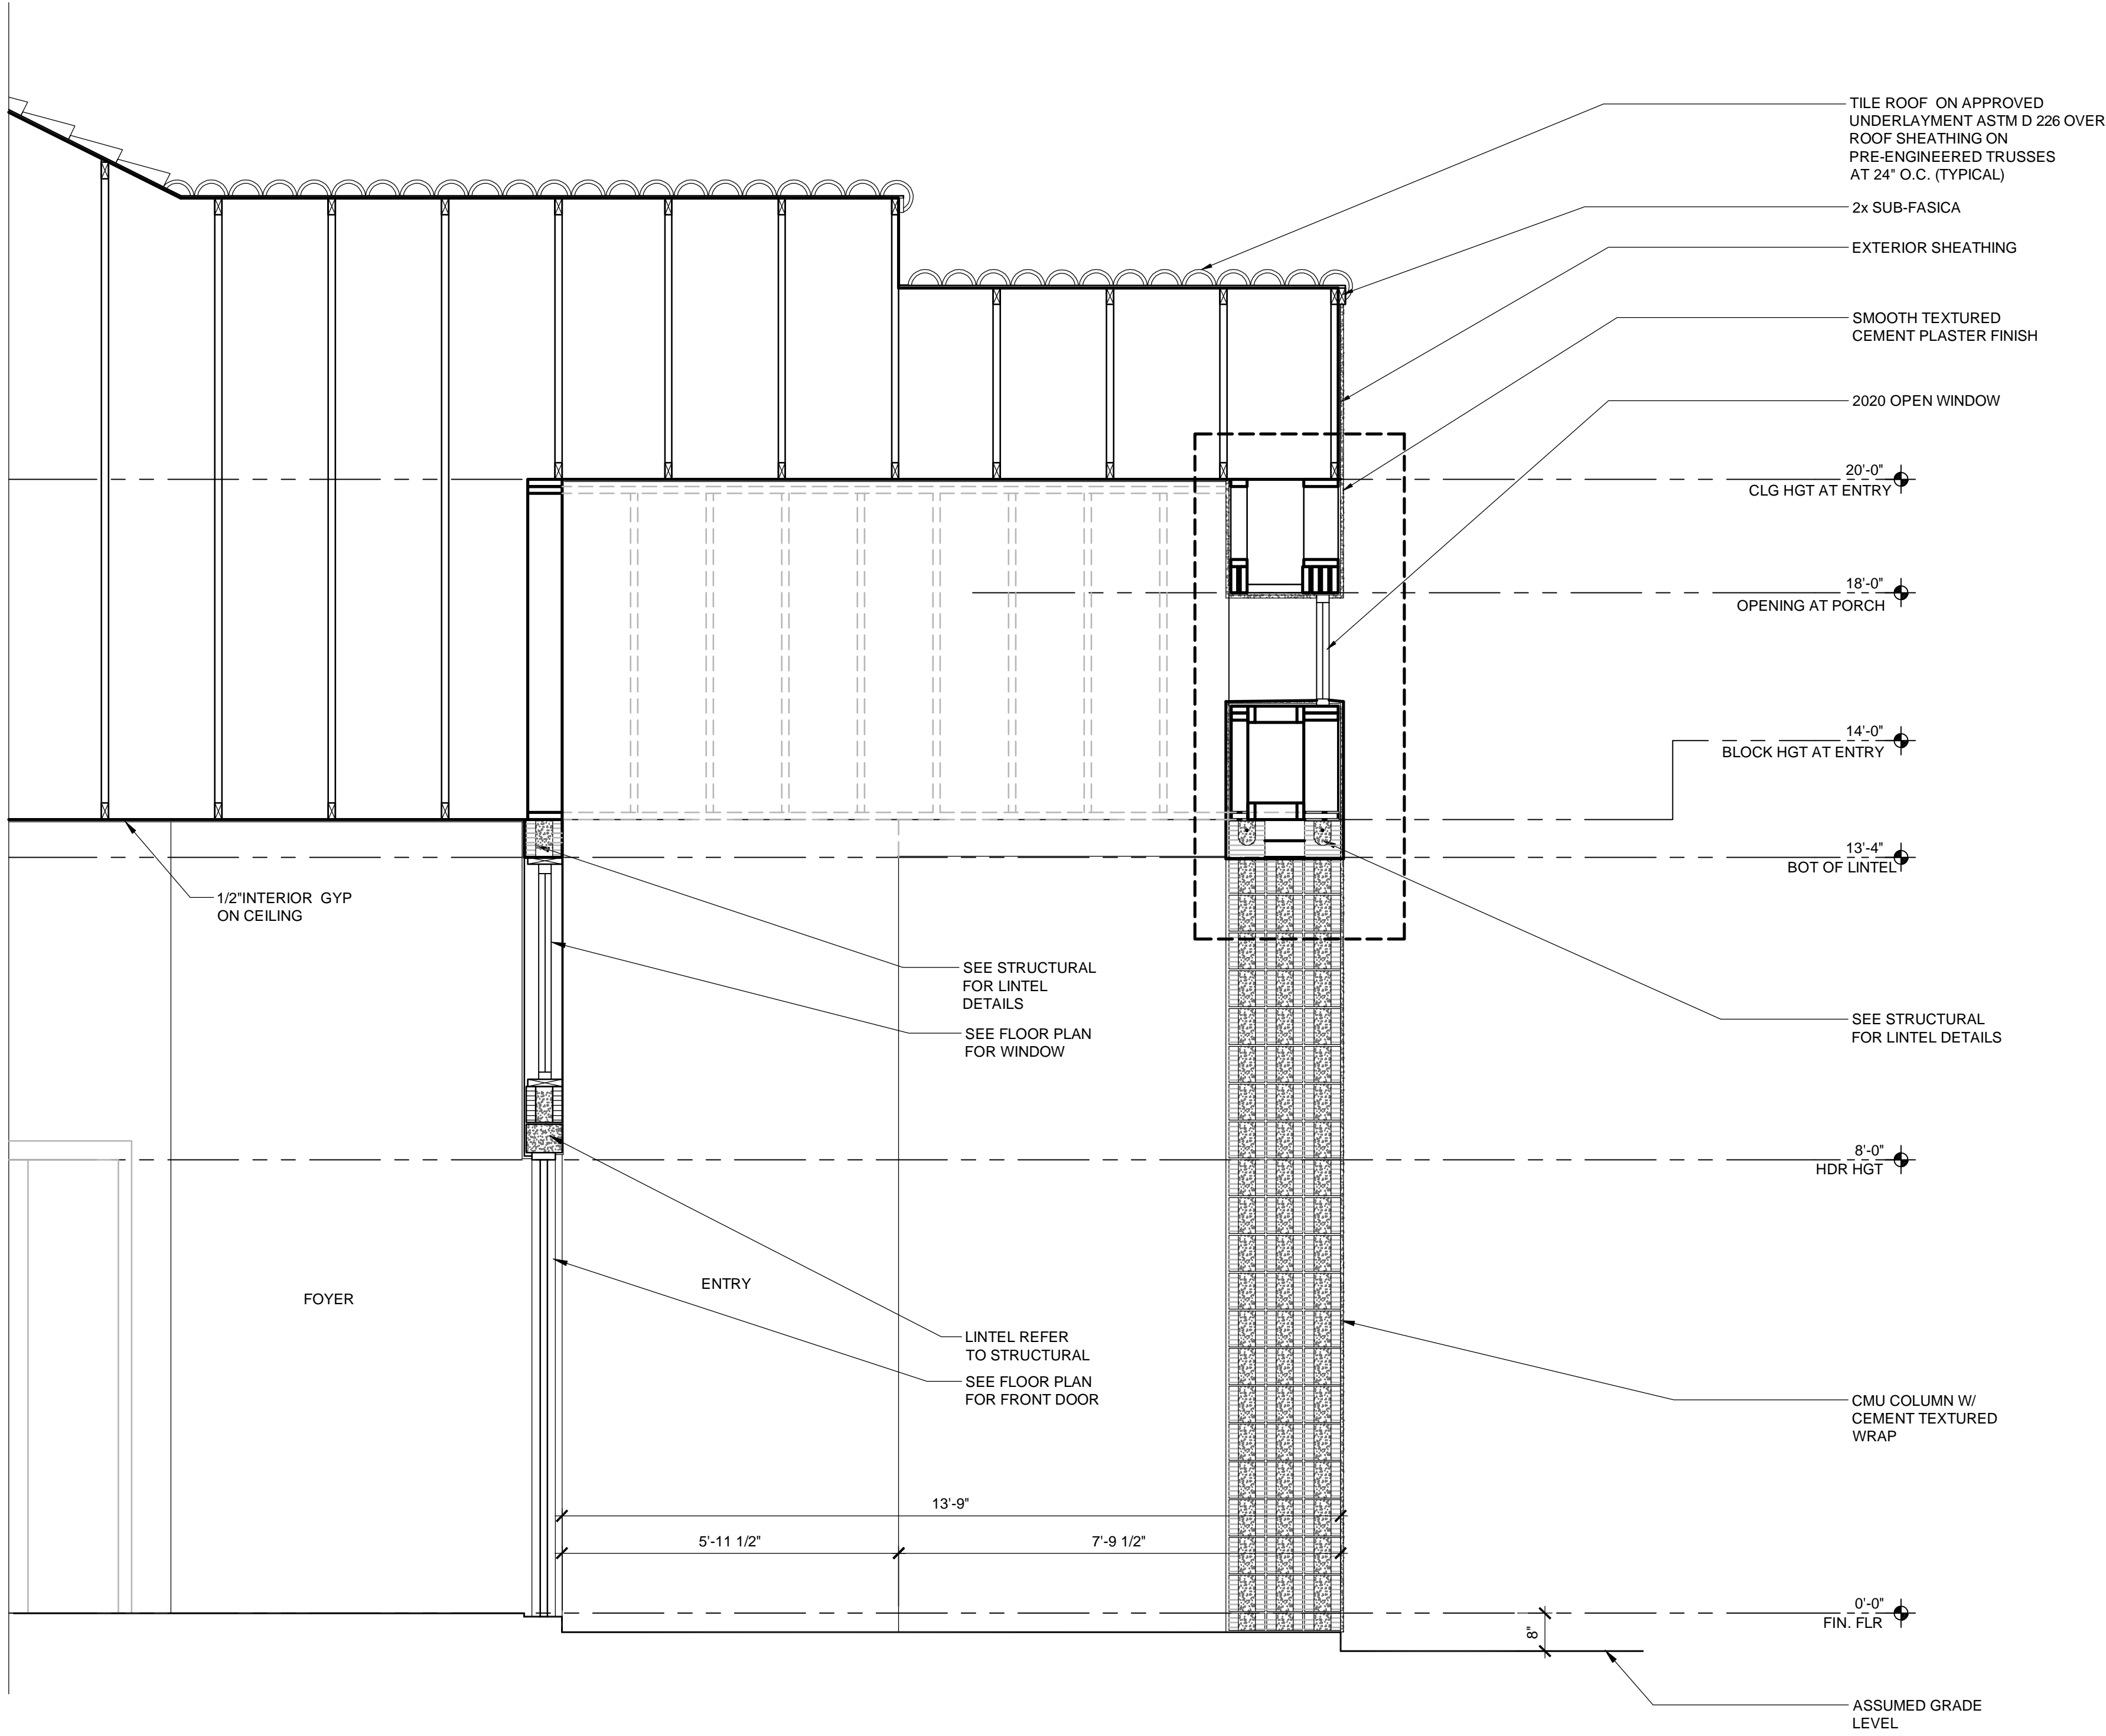 TILE ROOF ON APPROVED
UNDERLAYMENT ASTM D 226 OVER
ROOF SHEATHING ON
PRE-ENGINEERED TRUSSES
AT 24" O.C. (TYPICAL)
2x SUB-FASICA
EXTERIOR SHEATHING
SMOOTH TEXTURED
CEMENT PLASTER FINISH
2020 OPEN WINDOW
20'-0"
CLG HGT AT ENTRY
18'-0"
OPENING AT PORCH
14'-0"
BLOCK HGT AT ENTRY
13'-4"
BOT OF LINTEL
1/2"INTERIOR GYP
ON CEILING
SEE STRUCTURAL
FOR LINTEL
DETAILS
SEE FLOOR PLAN
FOR WINDOW
SEE STRUCTURAL
FOR LINTEL DETAILS
8'-0"
HDR HGT
FOYER
ENTRY
LINTEL REFER
TO STRUCTURAL
SEE FLOOR PLAN
FOR FRONT DOOR
CMU COLUMN W/
CEMENT TEXTURED
WRAP
13'-9"
5'-11 1/2"
7'-9 1/2"
0'-0"
FIN. FLR
8"
ASSUMED GRADE
LEVEL